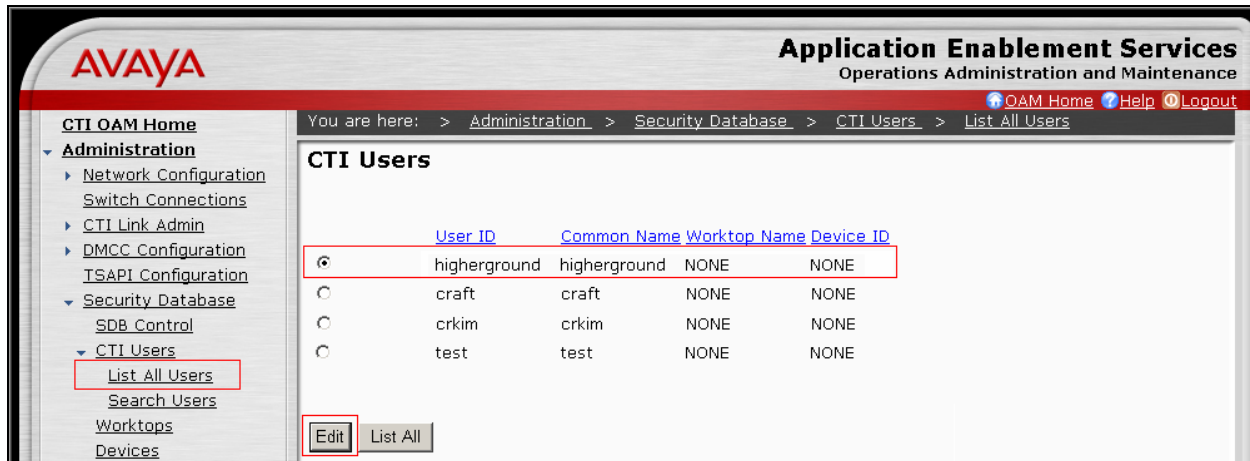 AVAYA
Application Enablement Services
Operations Administration and Maintenance
OAM Home ? Help Logout
CTI OAM Home
You are here: > Administration > Security Database > CTI Users > List All Users
Administration
Network Configuration
Switch Connections
CTI Link Admin
DMCC Configuration
TSAPI Configuration
Security Database
SDB Control
CTI Users
List All Users
Search Users
Worktops
Devices
CTI Users
User ID Common Name Worktop Name Device ID
higherground higherground NONE NONE
craft craft NONE NONE
crkim crkim NONE NONE
test test NONE NONE
Edit List All